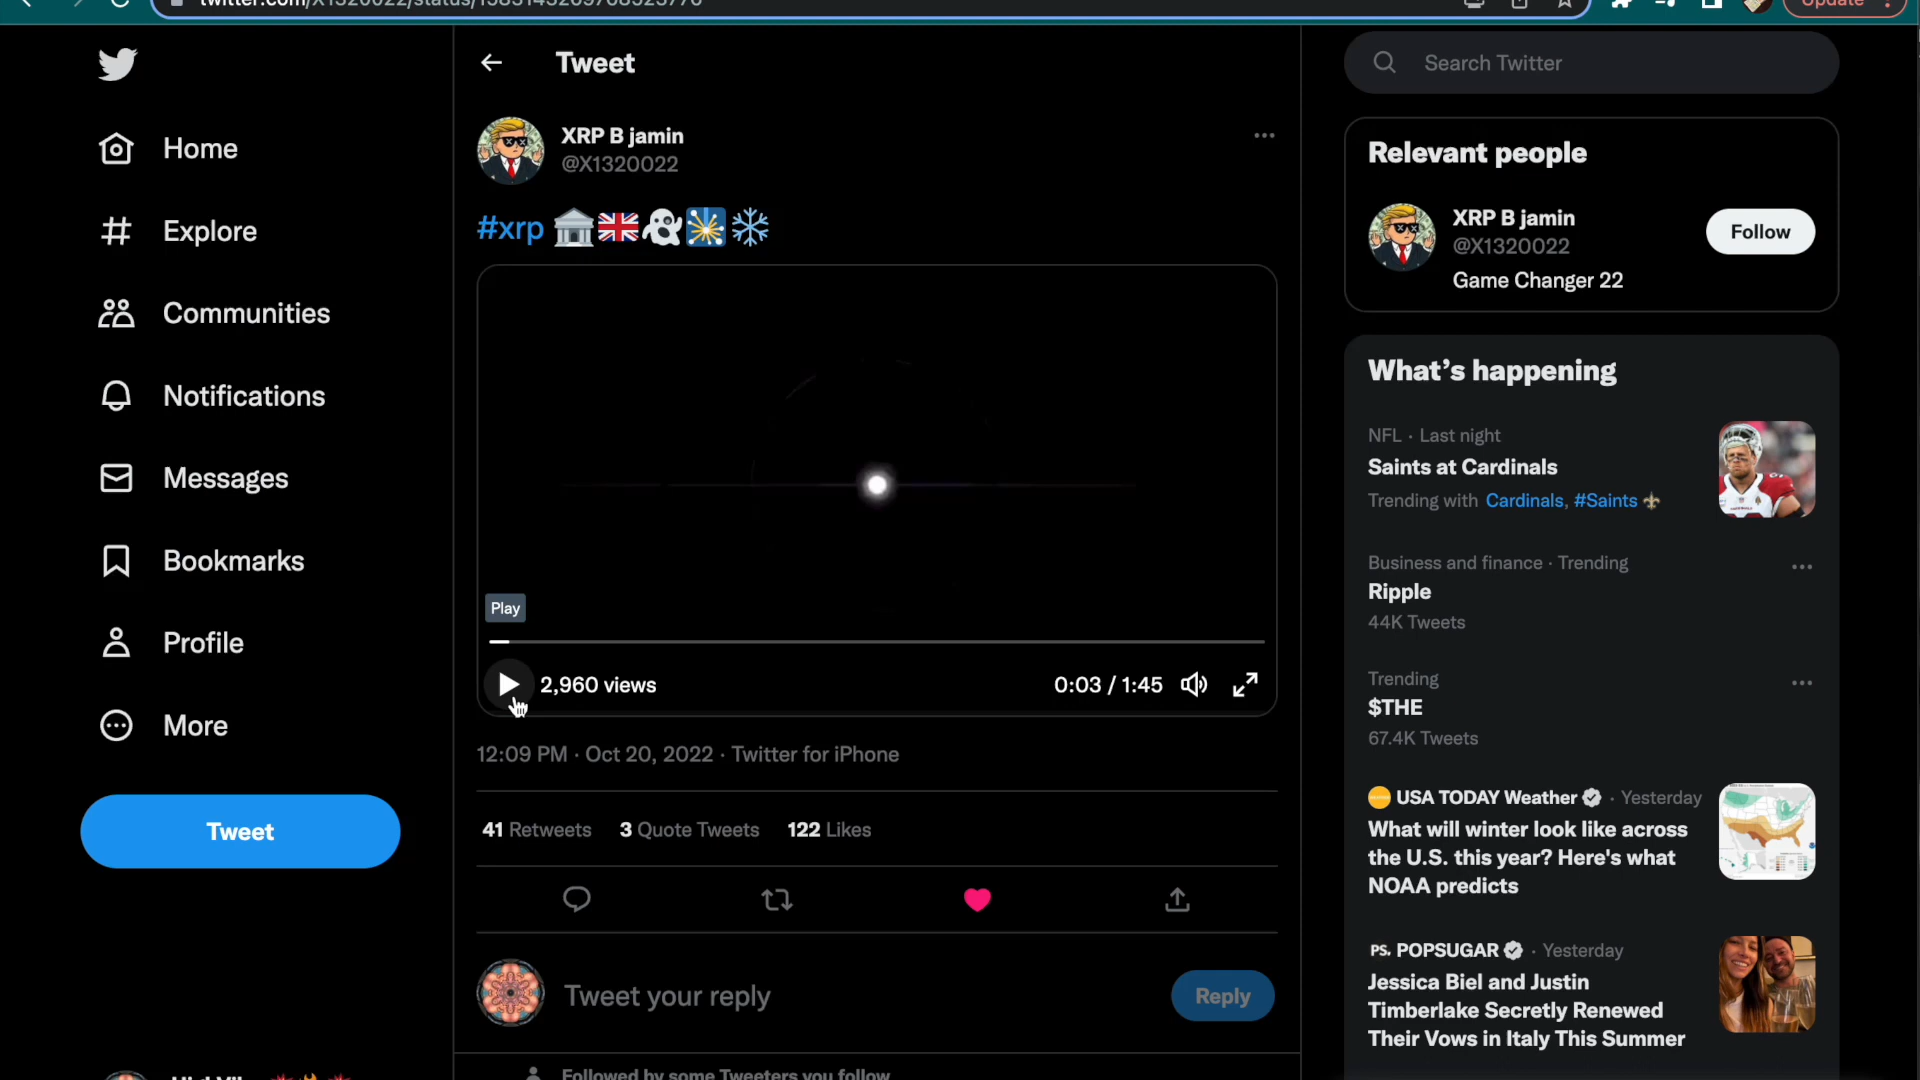 Update
Tweet
Search Twitter
Home
Explore
Communities
Notifications
Messages
Bookmarks
Profile
More
Tweet
XRP B jamin
@X1320022
#xrp
Play
2,960 views
0:03 / 1:45
12:09 PM · Oct 20, 2022 · Twitter for iPhone
41 Retweets 3 Quote Tweets 122 Likes
Tweet your reply
Reply
Followed by some Tweeters you follow
Relevant people
XRP B jamin
@X1320022
Follow
Game Changer 22
What's happening
NFL · Last night
Saints at Cardinals
Trending with Cardinals, #Saints
Business and finance · Trending
Ripple
44K Tweets
Trending
$THE
67.4K Tweets
USA TODAY Weather · Yesterday
What will winter look like across
the U.S. this year? Here's what
NOAA predicts
PS. POPSUGAR · Yesterday
Jessica Biel and Justin
Timberlake Secretly Renewed
Their Vows in Italy This Summer